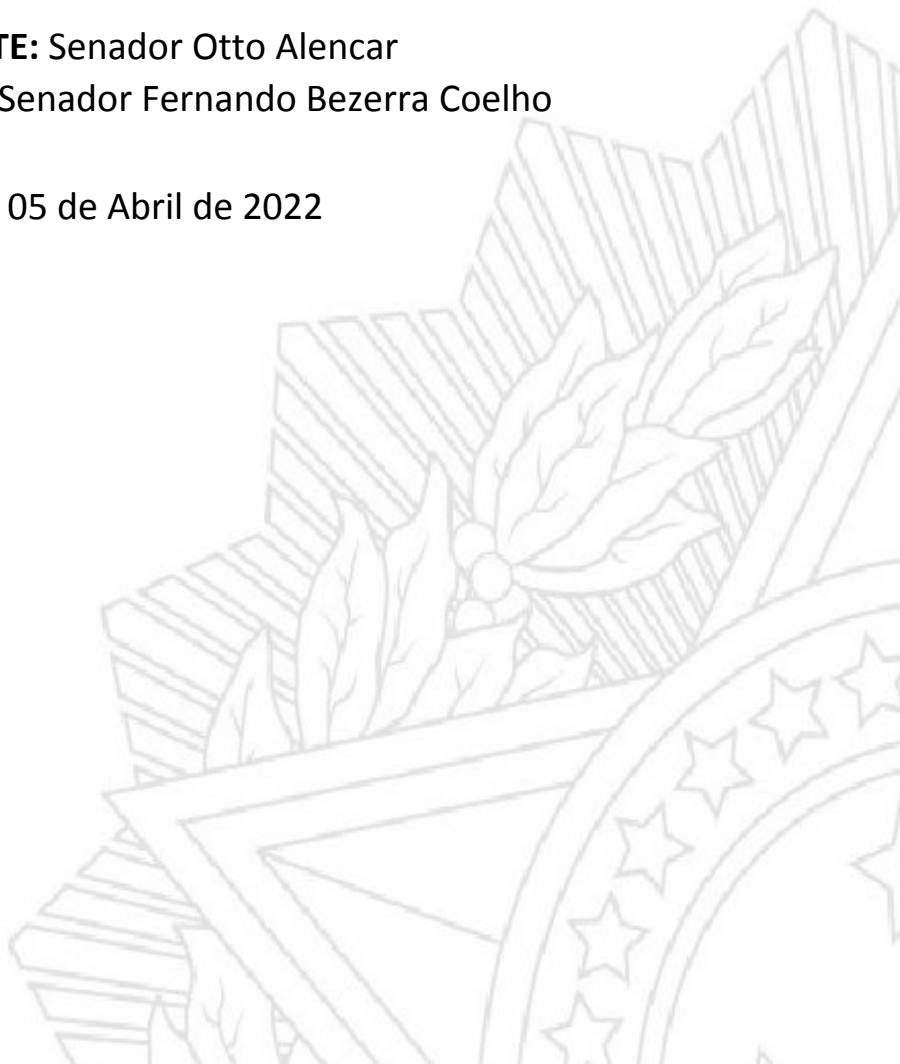 TE: Senador Otto Alencar
Senador Fernando Bezerra Coelho
05 de Abril de 2022